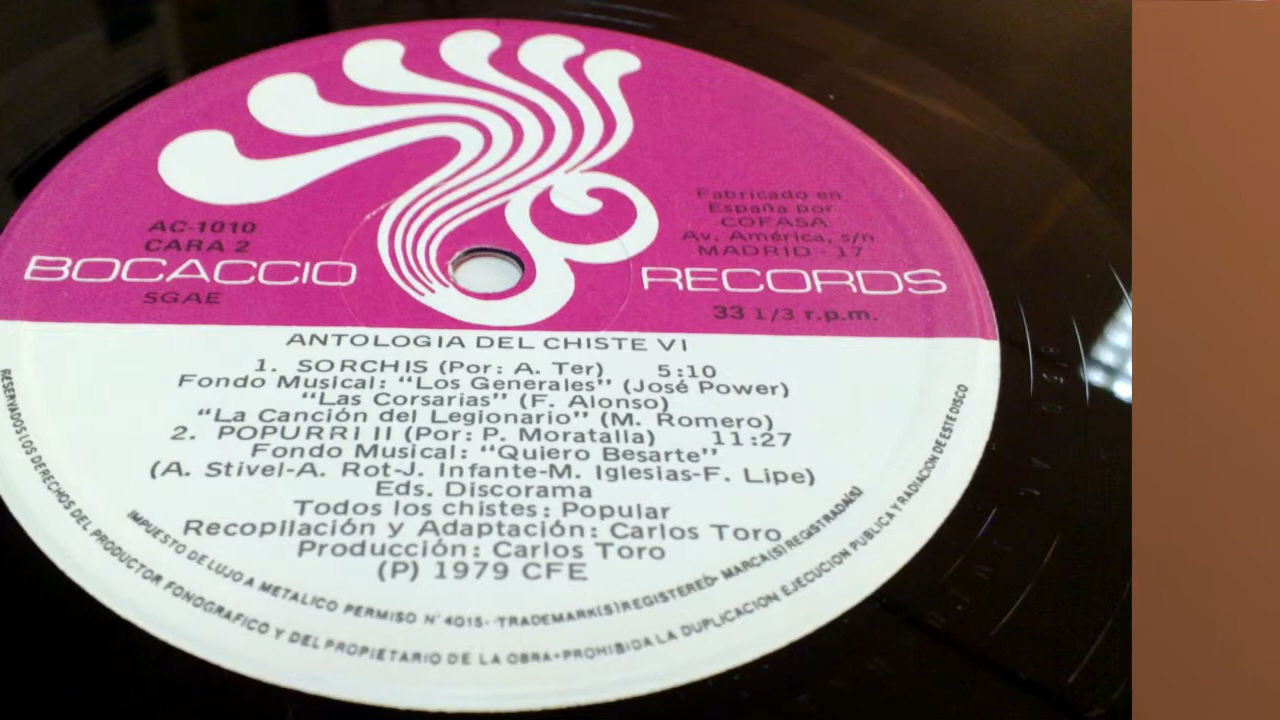 AC-1010
CARA 2
BOCACCIO
SGAE
Fabricado en
España por
COFASA
Av. América, s/n
MADRID - 17
RECORDS
33 1/3 r.p.m.
ANTOLOGIA DEL CHISTE VI
1. SORCHIS (Por: A. Ter) 5:10
Fondo Musical: "Los Generales" (José Power)
"Las Corsarias" (F. Alonso)
"La Canción del Legionario" (M. Romero)
2. POPURRI II (Por: P. Moratalla) 11:27
Fondo Musical: "Quiero Besarte"
(A. Stivel-A. Rot-J. Infante-M. Iglesias-F. Lipe)
Eds. Discorama
Todos los chistes: Popular
Recopilación y Adaptación: Carlos Toro
Producción: Carlos Toro
(P) 1979 CFE
IMPUESTO DE LUJO A METALICO PERMISO N° 4015 - TRADEMARK(S) REGISTERED - MARCA(S) REGISTRADA(S)
RESERVADOS LOS DERECHOS DEL PRODUCTOR FONOGRAFICO Y DEL PROPIETARIO DE LA OBRA - PROHIBIDA LA DUPLICACION EJECUCION PUBLICA Y RADIACION DE ESTE DISCO